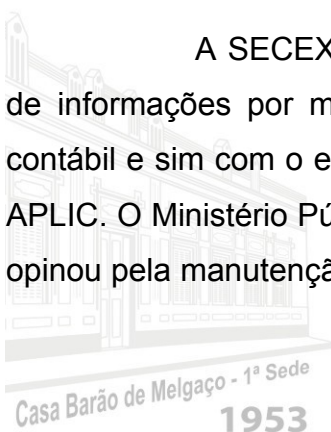 A SECEX
de informações por m
contábil e sim com o e
APLIC. O Ministério Pú
opinou pela manutençã
Casa Barão de Melgaço - 1ª Sede
1953